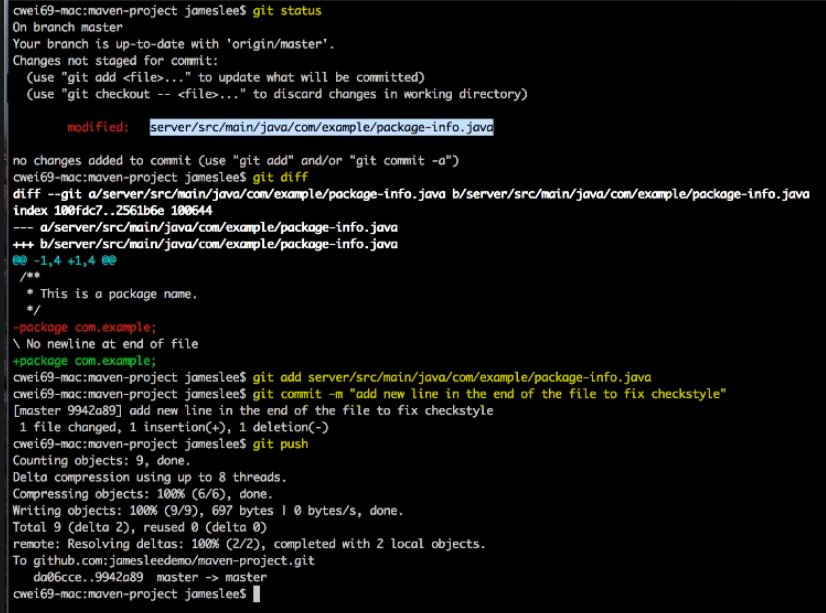 cwei69-mac:maven-project jameslee$ git status
On branch master
Your branch is up-to-date with 'origin/master'.
Changes not staged for commit:
  (use "git add <file>..." to update what will be committed)
  (use "git checkout -- <file>..." to discard changes in working directory)
        modified:   server/src/main/java/com/example/package-info.java
no changes added to commit (use "git add" and/or "git commit -a")
cwei69-mac:maven-project jameslee$ git diff
diff --git a/server/src/main/java/com/example/package-info.java b/server/src/main/java/com/example/package-info.java
index 100fdc7..2561b6e 100644
--- a/server/src/main/java/com/example/package-info.java
+++ b/server/src/main/java/com/example/package-info.java
@@ -1,4 +1,4 @@
 /**
  * This is a package name.
  */
-package com.example;
\ No newline at end of file
+package com.example;
cwei69-mac:maven-project jameslee$ git add server/src/main/java/com/example/package-info.java
cwei69-mac:maven-project jameslee$ git commit -m "add new line in the end of the file to fix checkstyle"
[master 9942a89] add new line in the end of the file to fix checkstyle
 1 file changed, 1 insertion(+), 1 deletion(-)
cwei69-mac:maven-project jameslee$ git push
Counting objects: 9, done.
Delta compression using up to 8 threads.
Compressing objects: 100% (6/6), done.
Writing objects: 100% (9/9), 697 bytes | 0 bytes/s, done.
Total 9 (delta 2), reused 0 (delta 0)
remote: Resolving deltas: 100% (2/2), completed with 2 local objects.
To github.com:jamesleedemo/maven-project.git
   da06cce..9942a89  master -> master
cwei69-mac:maven-project jameslee$